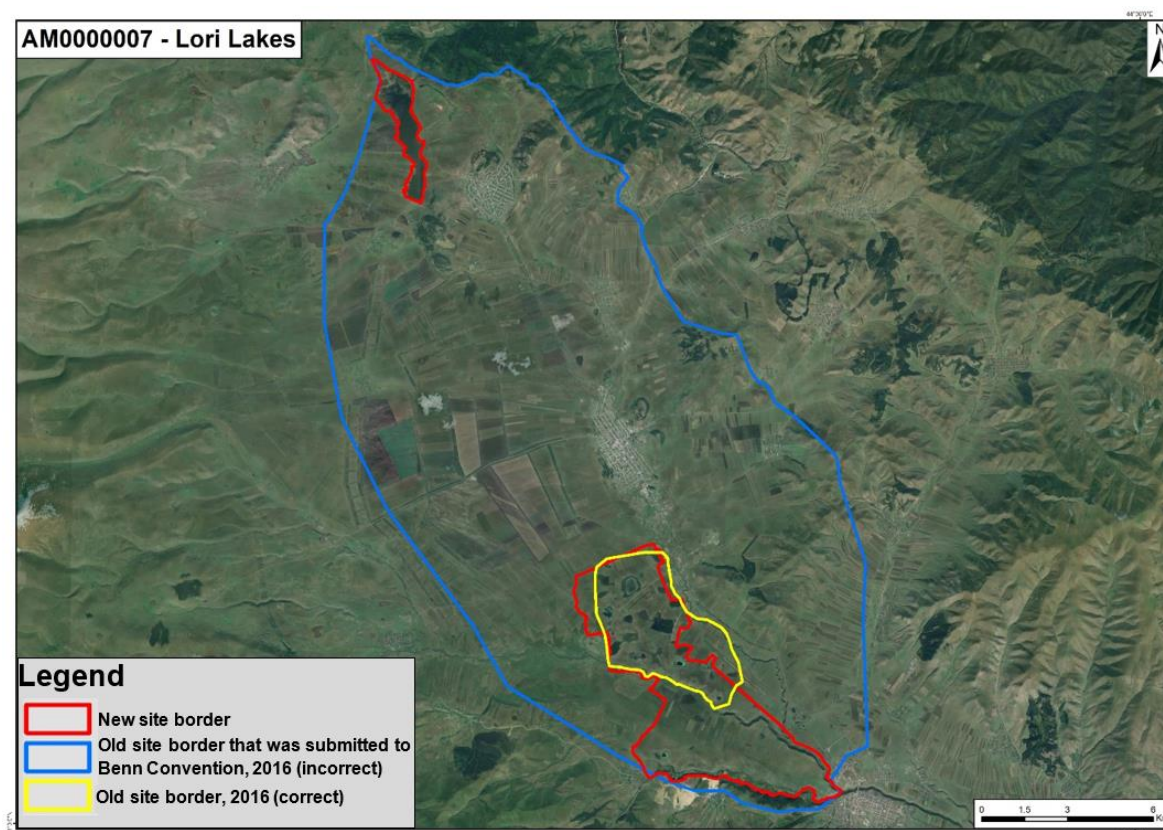 AM0000007 - Lori Lakes
N
Legend
New site border
Old site border that was submitted to
Benn Convention, 2016 (incorrect)
Old site border, 2016 (correct)
0 1.5 3 6